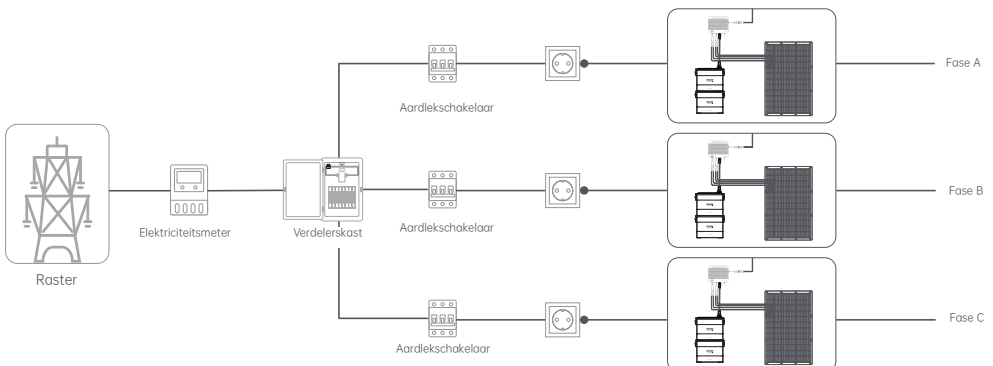 Aardlekschakelaar
Fase A
Raster
Elektriciteitsmeter
Verdelerskast
Aardlekschakelaar
Fase B
Aardlekschakelaar
Fase C